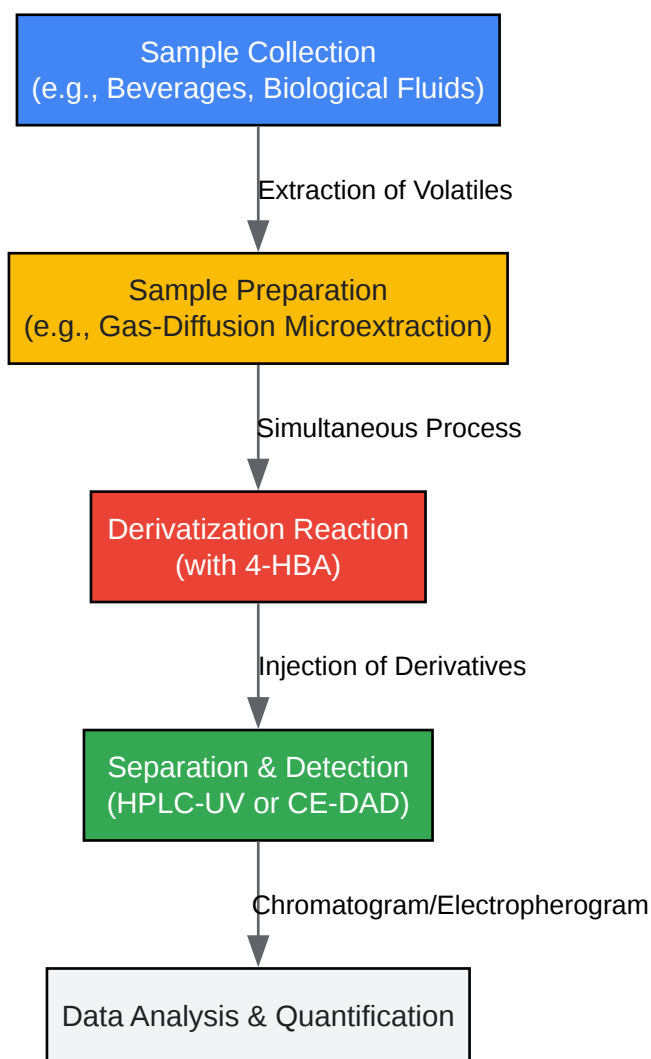 Sample Collection
(e.g., Beverages, Biological Fluids)
Extraction of Volatiles
Sample Preparation
(e.g., Gas-Diffusion Microextraction)
Simultaneous Process
Derivatization Reaction
(with 4-HBA)
Injection of Derivatives
Separation & Detection
(HPLC-UV or CE-DAD)
Chromatogram/Electropherogram
Data Analysis & Quantification